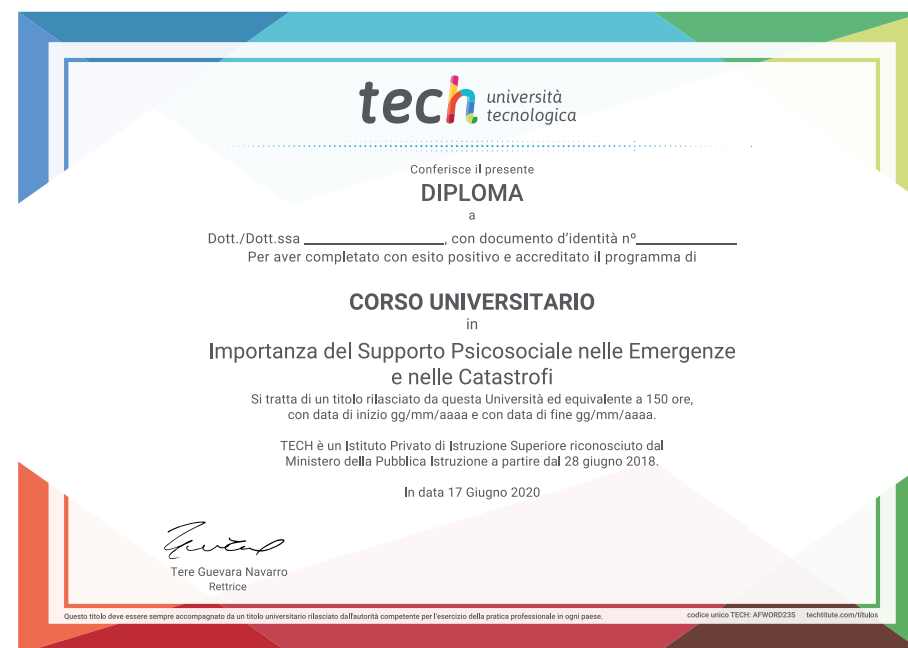 tech università
tecnologica
Conferisce il presente
DIPLOMA
a
Dott./Dott.ssa ____________________, con documento d'identità nº______________
Per aver completato con esito positivo e accreditato il programma di
CORSO UNIVERSITARIO
in
Importanza del Supporto Psicosociale nelle Emergenze
e nelle Catastrofi
Si tratta di un titolo rilasciato da questa Università ed equivalente a 150 ore,
con data di inizio gg/mm/aaaa e con data di fine gg/mm/aaaa.
TECH è un Istituto Privato di Istruzione Superiore riconosciuto dal
Ministero della Pubblica Istruzione a partire dal 28 giugno 2018.
In data 17 Giugno 2020
Tere Guevara Navarro
Rettrice
Questo titolo deve essere sempre accompagnato da un titolo universitario rilasciato dall'autorità competente per l'esercizio della pratica professionale in ogni paese.
codice unico TECH: AFWORD23S techtitute.com/titulos